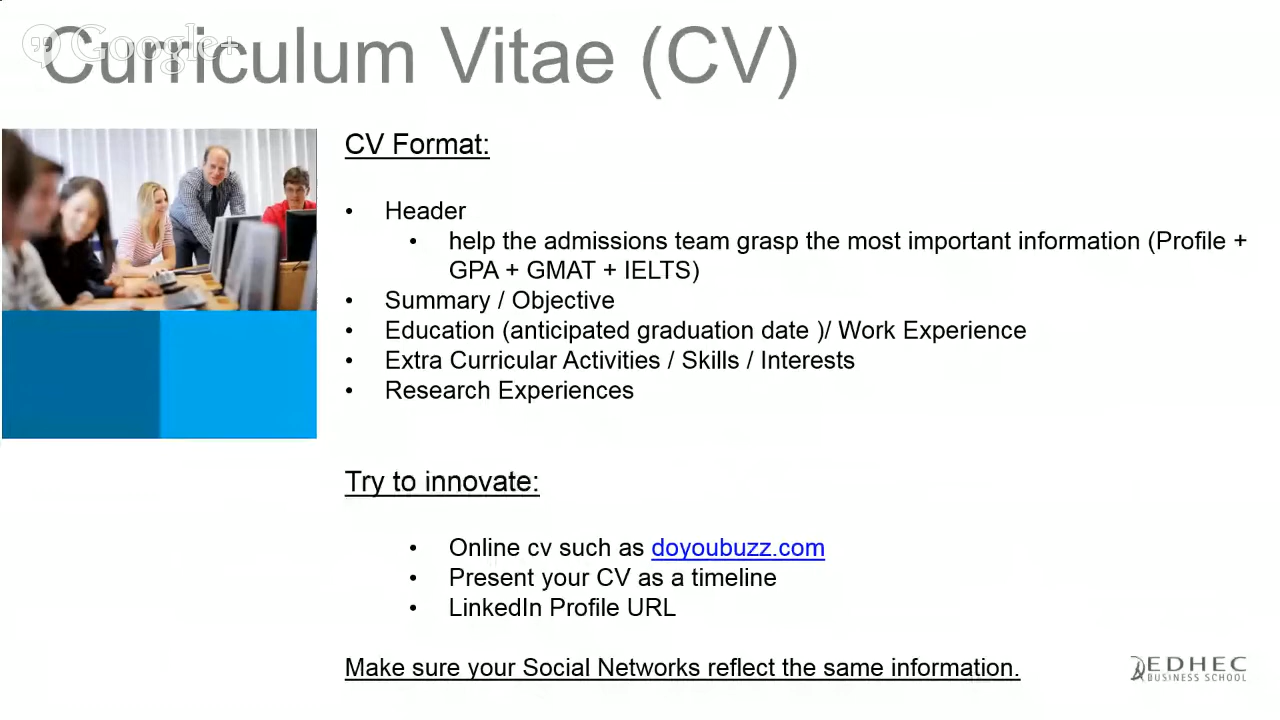 Google+
Curriculum Vitae (CV)
CV Format:
• Header
• help the admissions team grasp the most important information (Profile +
GPA + GMAT + IELTS)
• Summary / Objective
• Education (anticipated graduation date )/ Work Experience
• Extra Curricular Activities / Skills / Interests
• Research Experiences
Try to innovate:
• Online cv such as doyoubuzz.com
• Present your CV as a timeline
• LinkedIn Profile URL
Make sure your Social Networks reflect the same information.
EDHEC
BUSINESS SCHOOL